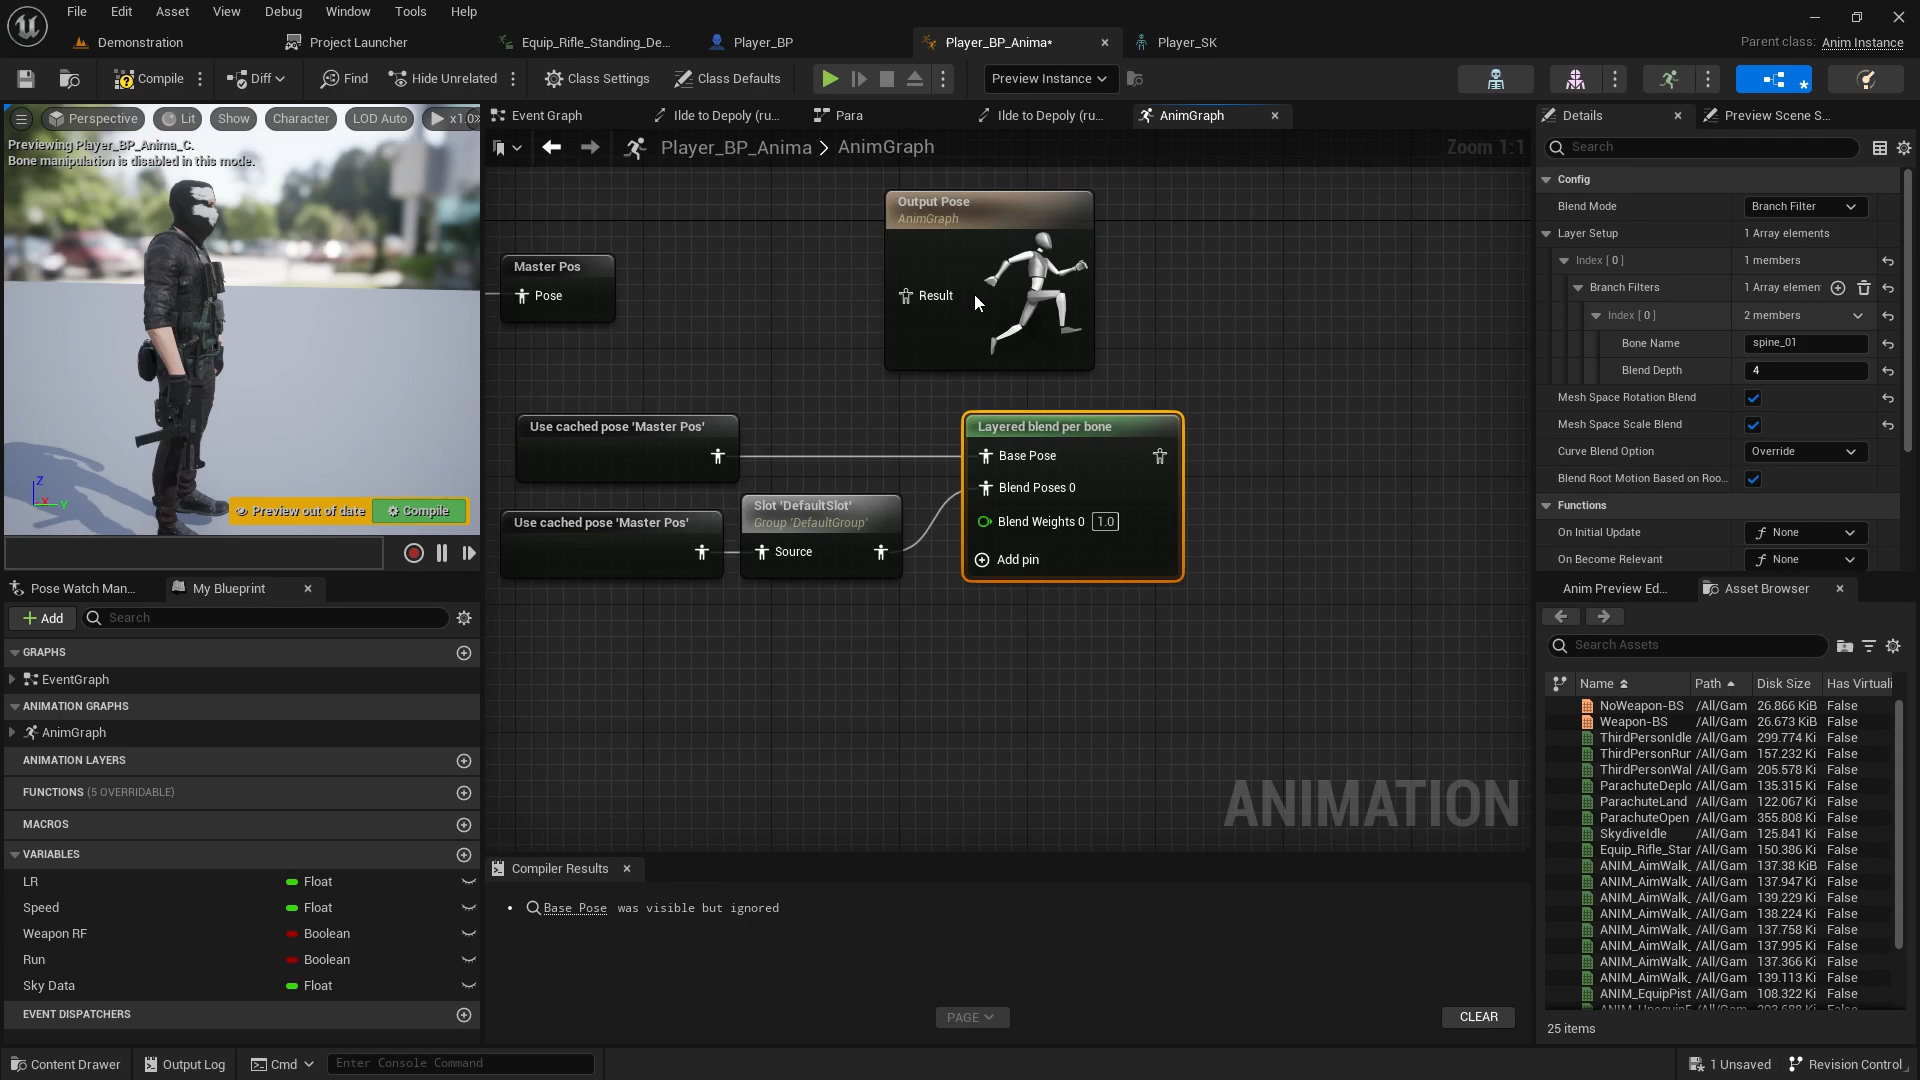 File Edit Asset View Debug Window Tools Help
Demonstration Project Launcher Equip_Rifle_Standing_De... Player_BP Player_BP_Anima* Player_SK
Parent class: Anim Instance
Compile Diff Find Hide Unrelated Class Settings Class Defaults Preview Instance
Perspective Lit Show Character LOD Auto x1.0
Previewing Player_BP_Anima_C.
Bone manipulation is disabled in this mode.
Z
X
Y
Preview out of date Compile
Event Graph Ilde to Depoly (ru... Para Ilde to Depoly (ru... AnimGraph
Player_BP_Anima > AnimGraph
Zoom 1:1
Master Pos
Pose
Output Pose
AnimGraph
Result
Use cached pose 'Master Pos'
Use cached pose 'Master Pos'
Slot 'DefaultSlot'
Group 'DefaultGroup'
Source
Layered blend per bone
Base Pose
Blend Poses 0
Blend Weights 0 1.0
Add pin
ANIMATION
Compiler Results
• Base Pose was visible but ignored
PAGE
CLEAR
Pose Watch Man... My Blueprint
Add Search
GRAPHS
EventGraph
ANIMATION GRAPHS
AnimGraph
ANIMATION LAYERS
FUNCTIONS (5 OVERRIDABLE)
MACROS
VARIABLES
LR Float
Speed Float
Weapon RF Boolean
Run Boolean
Sky Data Float
EVENT DISPATCHERS
Details Preview Scene S...
Search
Config
Blend Mode Branch Filter
Layer Setup 1 Array elements
Index [ 0 ] 1 members
Branch Filters 1 Array elemen
Index [ 0 ] 2 members
Bone Name spine_01
Blend Depth 4
Mesh Space Rotation Blend
Mesh Space Scale Blend
Curve Blend Option Override
Blend Root Motion Based on Roo...
Functions
On Initial Update None
On Become Relevant None
Anim Preview Ed... Asset Browser
Search Assets
Name Path Disk Size Has Virtuali
NoWeapon-BS /All/Gam 26.866 KiB False
Weapon-BS /All/Gam 26.673 KiB False
ThirdPersonIdle /All/Gam 299.774 Ki False
ThirdPersonRur /All/Gam 157.232 Ki False
ThirdPersonWal /All/Gam 205.578 Ki False
ParachuteDeplo /All/Gam 135.315 Ki False
ParachuteLand /All/Gam 122.067 Ki False
ParachuteOpen /All/Gam 355.808 Ki False
SkydiveIdle /All/Gam 125.841 Ki False
Equip_Rifle_Star /All/Gam 150.386 Ki False
ANIM_AimWalk_ /All/Gam 137.38 KiB False
ANIM_AimWalk_ /All/Gam 137.947 Ki False
ANIM_AimWalk_ /All/Gam 139.229 Ki False
ANIM_AimWalk_ /All/Gam 138.224 Ki False
ANIM_AimWalk_ /All/Gam 137.758 Ki False
ANIM_AimWalk_ /All/Gam 137.995 Ki False
ANIM_AimWalk_ /All/Gam 137.366 Ki False
ANIM_AimWalk_ /All/Gam 139.113 Ki False
ANIM_EquipPist /All/Gam 108.322 Ki False
25 items
Content Drawer Output Log Cmd Enter Console Command
1 Unsaved Revision Control